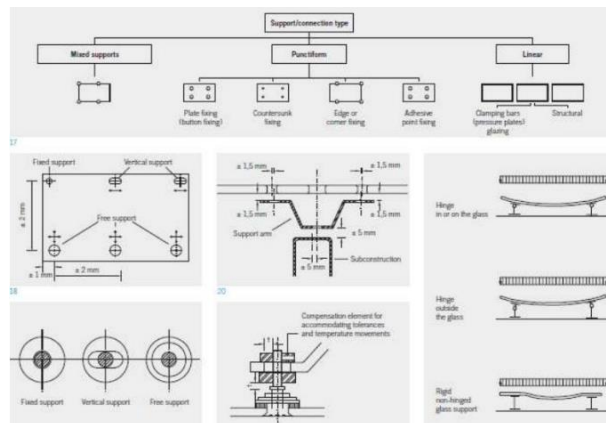 Support/connection type
Mixed supports
Punctiform
Linear
Plate fixing
(button fixing)
Countersunk
fixing
Edge or
corner fixing
Adhesive
point fixing
Clamping bars
(pressure plates)
glazing
Structural
17
Fixed support
Vertical support
± 2 mm
Free support
± 1 mm
± 2 mm
18
± 1,5 mm
± 1,5 mm
± 1,5 mm
± 1,5 mm
Support arm
± 5 mm
± 5 mm
Subconstruction
20
Hinge
in or on the glass
Hinge
outside
the glass
Rigid
non-hinged
glass support
Fixed support
Vertical support
Free support
Compensation element for
accommodating tolerances
and temperature movements